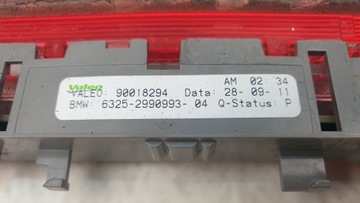 Valeo
AM 02:34
VALEO: 90018294 Data: 28-09-11
BMW: 6325-2990993-04 Q-Status: P